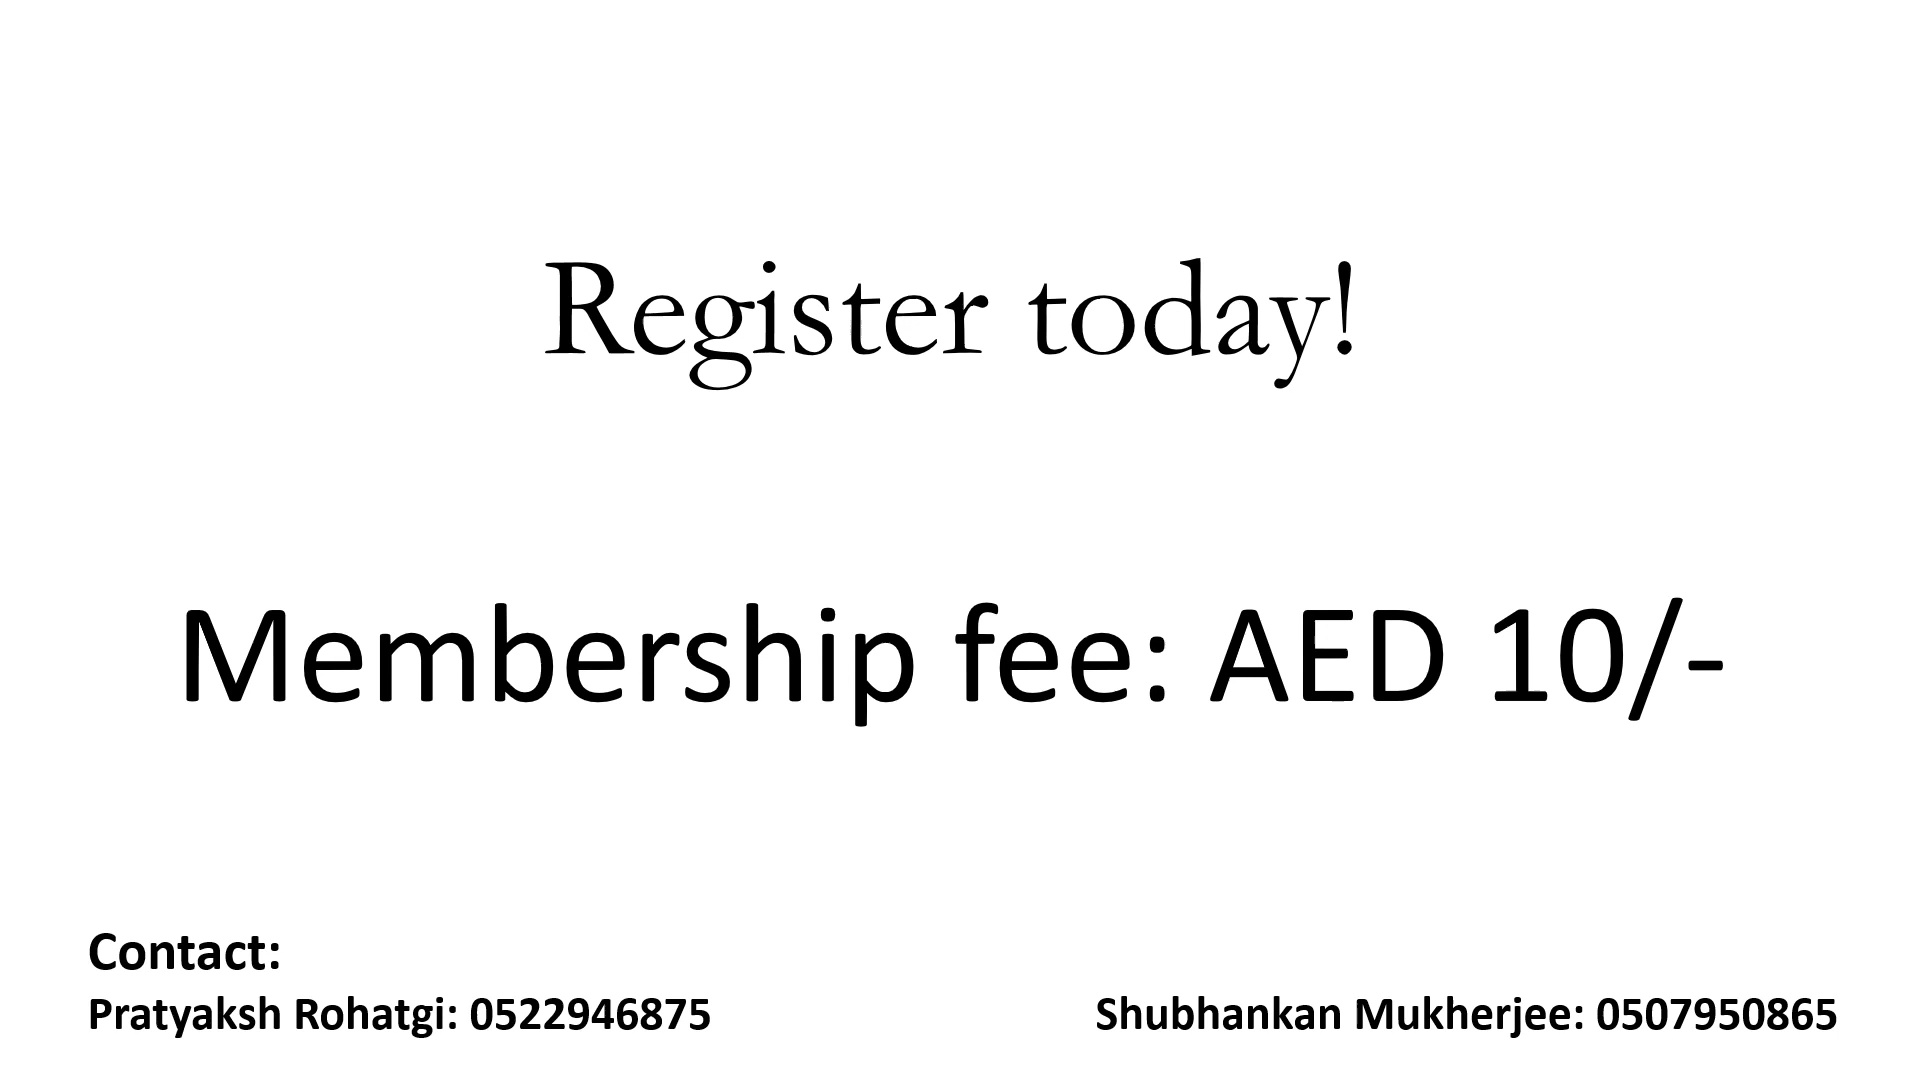 Register today!
Membership fee: AED 10/-
Contact:
Pratyaksh Rohatgi: 0522946875
Shubhankan Mukherjee: 0507950865